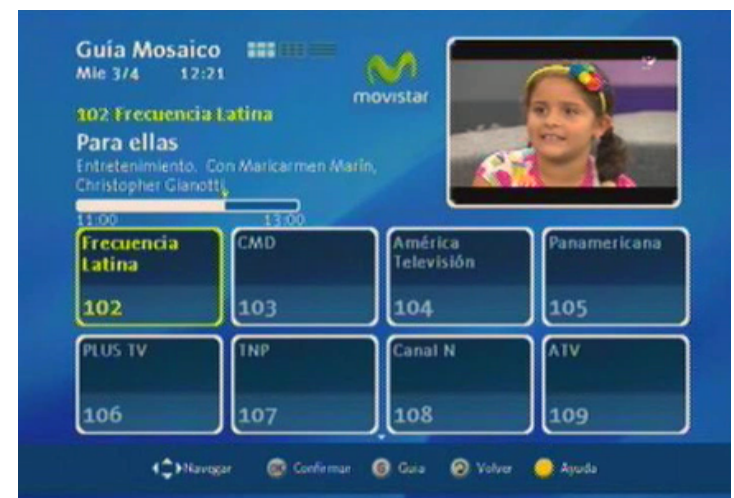 Guía Mosaico
Mie 3/4 12:21
movistar
102 Frecuencia Latina
Para ellas
Entretenimiento. Con Maricarmen Marín,
Christopher Gianotti
11:00 13:00
Frecuencia
Latina
102
CMD
103
América
Televisión
104
Panamericana
105
PLUS TV
106
TNP
107
Canal N
108
ATV
109
Navegar OK Confirmar G Guia Volver Ayuda